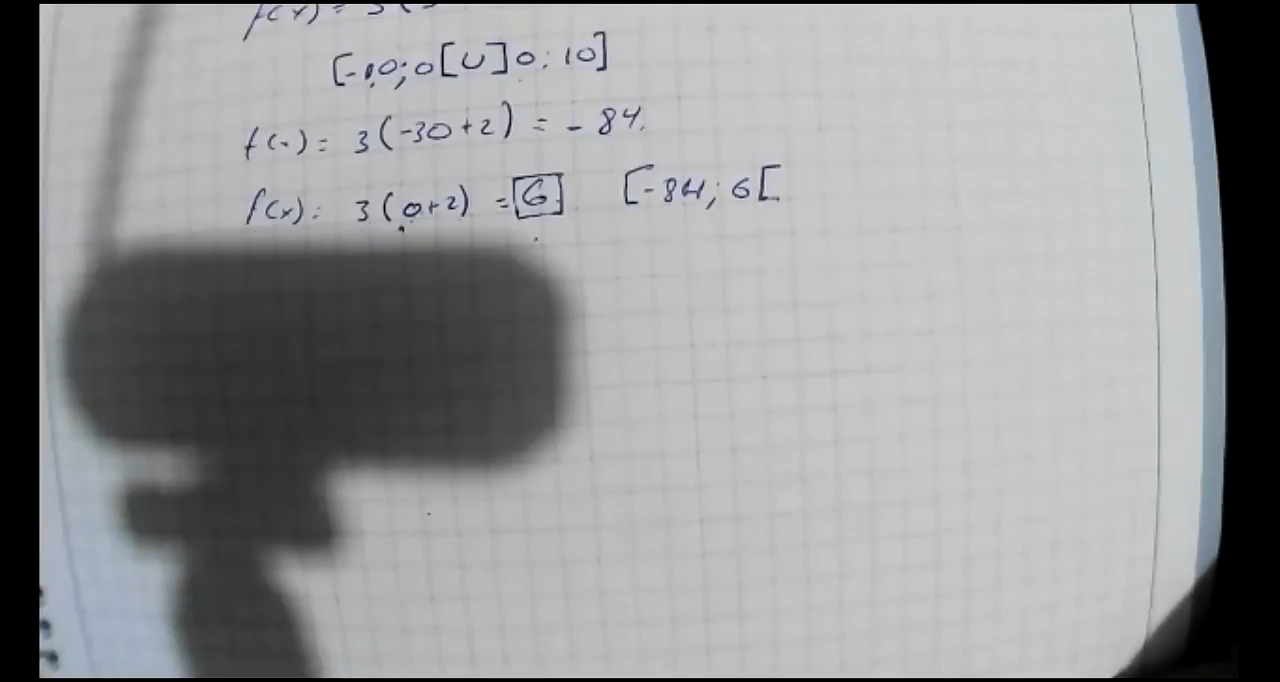 [-10;0[U]0;10]
f(x)= 3(-30+2) = -84.
f(x): 3(0+2) =6 [-84;6[